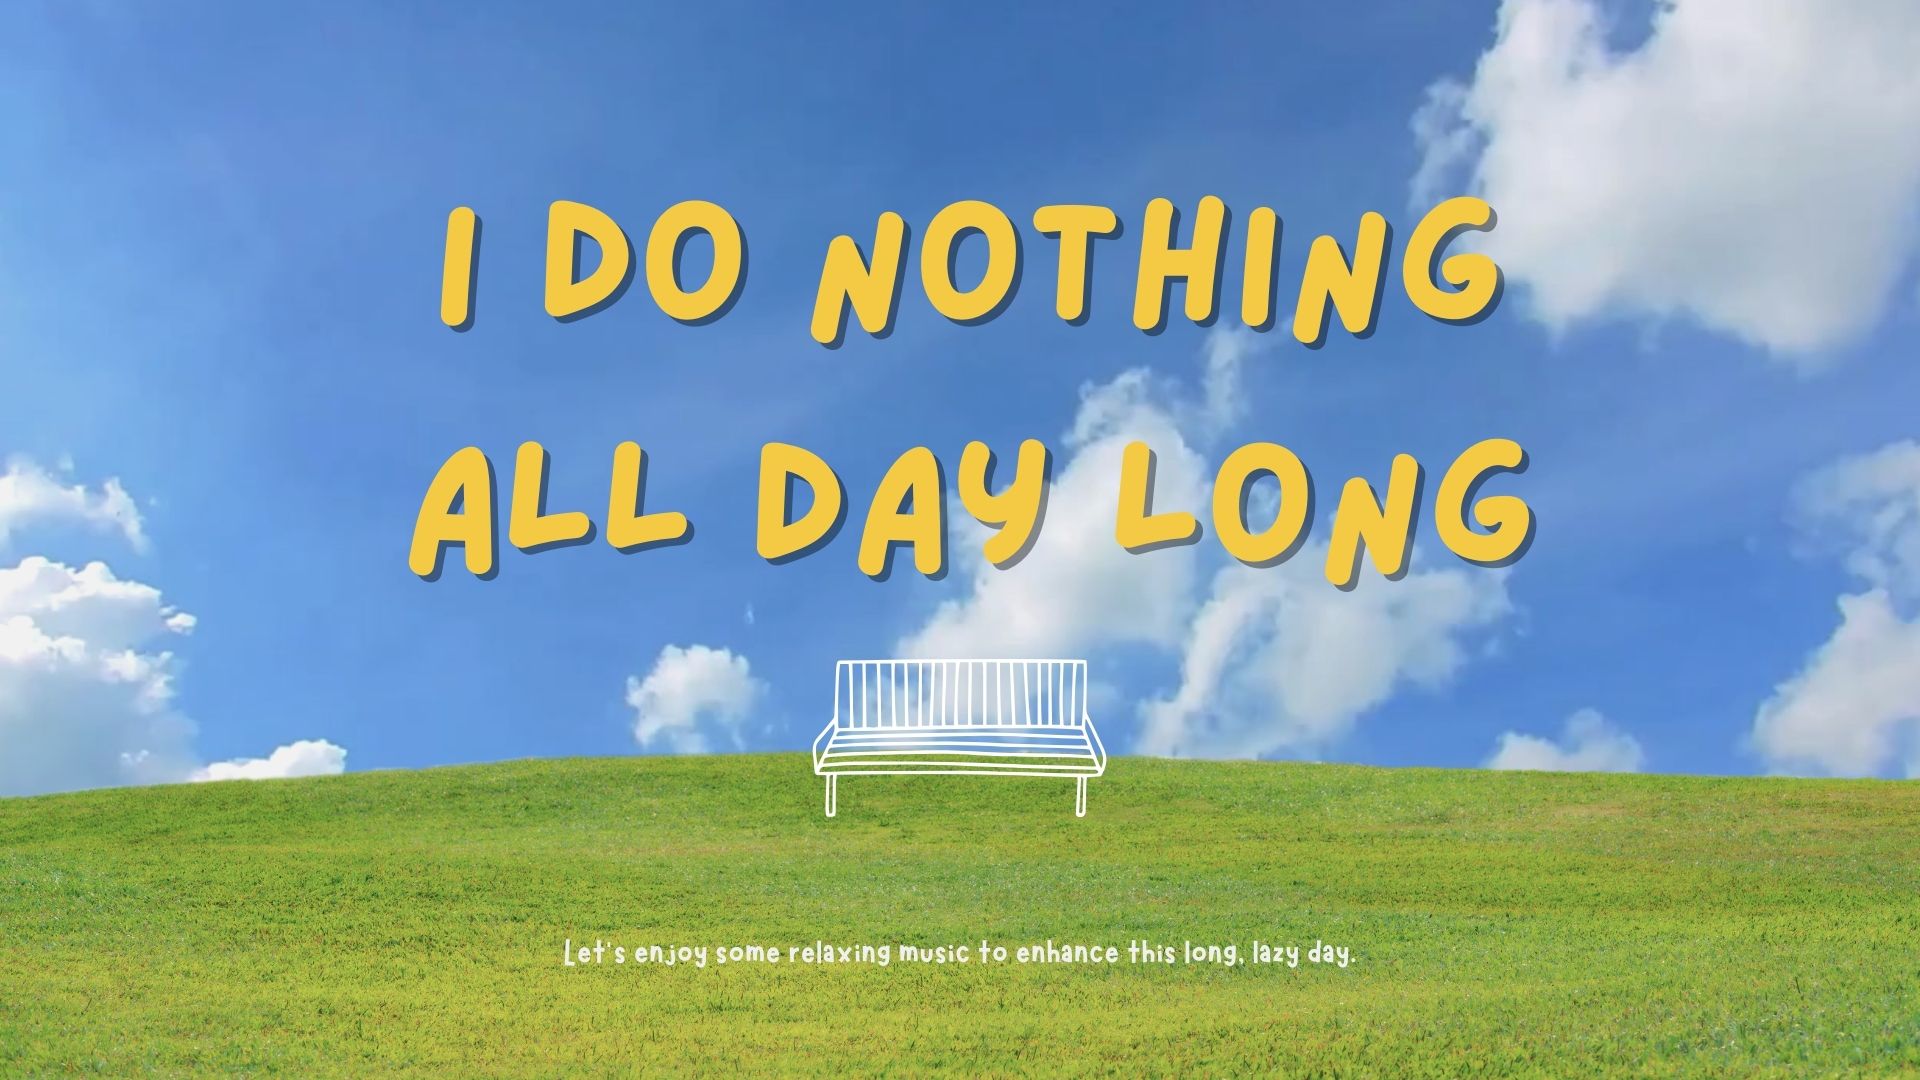 I DO NOTHING
ALL DAY LONG
Let's enjoy some relaxing music to enhance this long, lazy day.